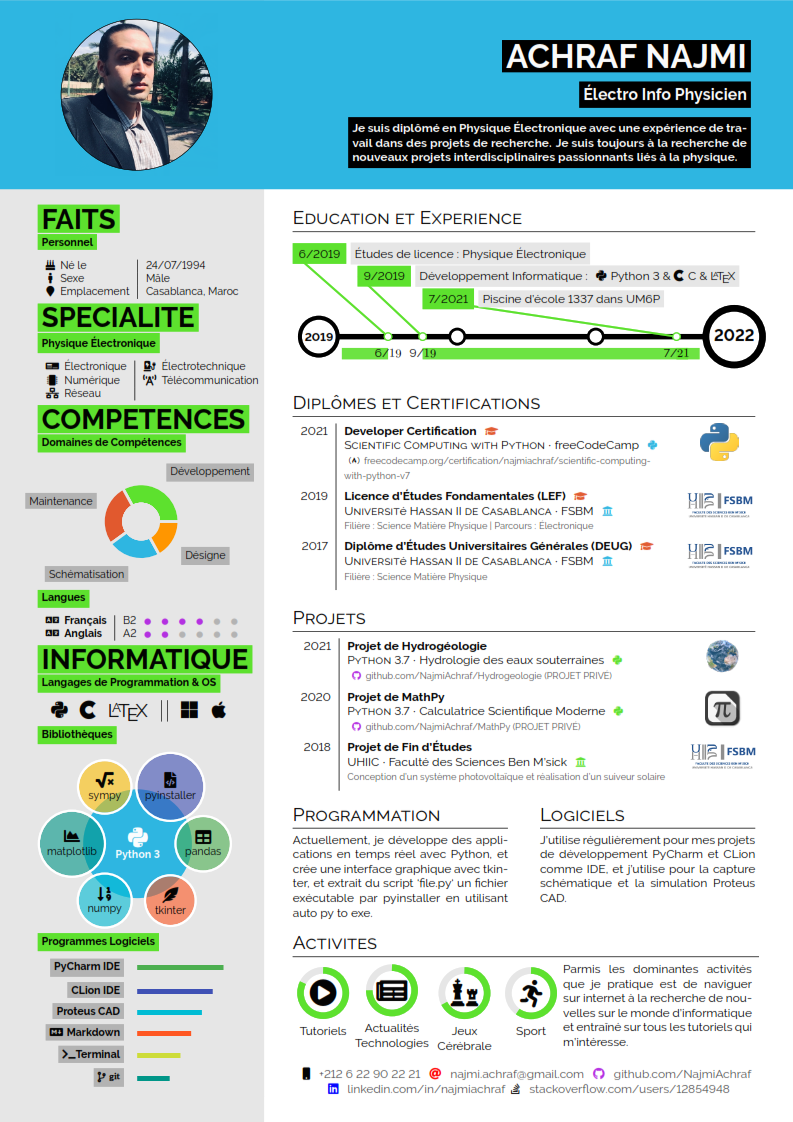 ACHRAF NAJMI
Électro Info Physicien
Je suis diplômé en Physique Électronique avec une expérience de tra-
vail dans des projets de recherche. Je suis toujours à la recherche de
nouveaux projets interdisciplinaires passionnants liés à la physique.
FAITS
Personnel
Né le 24/07/1994
Sexe Mâle
Emplacement Casablanca, Maroc
SPECIALITE
Physique Électronique
Électronique Électrotechnique
Numérique Télécommunication
Réseau
COMPETENCES
Domaines de Compétences
Développement
Maintenance
Désigne
Schématisation
Langues
Français B2
Anglais A2
INFORMATIQUE
Langages de Programmation & OS
LATEX
Bibliothèques
sympy
pyinstaller
matplotlib
Python 3
pandas
numpy
tkinter
Programmes Logiciels
PyCharm IDE
CLion IDE
Proteus CAD
Markdown
Terminal
git
EDUCATION ET EXPERIENCE
6/2019 Études de licence : Physique Électronique
9/2019 Développement Informatique : Python 3 & C & LATEX
7/2021 Piscine d'école 1337 dans UM6P
2019
2022
6/19 9/19 7/21
DIPLÔMES ET CERTIFICATIONS
2021 Developer Certification
SCIENTIFIC COMPUTING WITH PYTHON · freeCodeCamp
(A) freecodecamp.org/certification/najmiachraf/scientific-computing-
with-python-v7
2019 Licence d'Études Fondamentales (LEF)
UNIVERSITÉ HASSAN II DE CASABLANCA · FSBM
Filière : Science Matière Physique | Parcours : Électronique
FSBM
2017 Diplôme d'Études Universitaires Générales (DEUG)
UNIVERSITÉ HASSAN II DE CASABLANCA · FSBM
Filière : Science Matière Physique
FSBM
PROJETS
2021 Projet de Hydrogéologie
PYTHON 3.7 · Hydrologie des eaux souterraines
github.com/NajmiAchraf/Hydrogeologie (PROJET PRIVÉ)
2020 Projet de MathPy
PYTHON 3.7 · Calculatrice Scientifique Moderne
github.com/NajmiAchraf/MathPy (PROJET PRIVÉ)
π
2018 Projet de Fin d'Études
UHIIC · Faculté des Sciences Ben M'sick
Conception d'un système photovoltaïque et réalisation d'un suiveur solaire
FSBM
PROGRAMMATION
Actuellement, je développe des appli-
cations en temps réel avec Python, et
crée une interface graphique avec tkin-
ter, et extrait du script 'file.py' un fichier
exécutable par pyinstaller en utilisant
auto py to exe.
LOGICIELS
J'utilise régulièrement pour mes projets
de développement PyCharm et CLion
comme IDE, et j'utilise pour la capture
schématique et la simulation Proteus
CAD.
ACTIVITES
Tutoriels
Actualités
Technologies
Jeux
Cérébrale
Sport
Parmis les dominantes activités
que je pratique est de naviguer
sur internet à la recherche de nou-
velles sur le monde d'informatique
et entraîné sur tous les tutoriels qui
m'intéresse.
+212 6 22 90 22 21 najmi.achraf@gmail.com github.com/NajmiAchraf
linkedin.com/in/najmiachraf stackoverflow.com/users/12854948